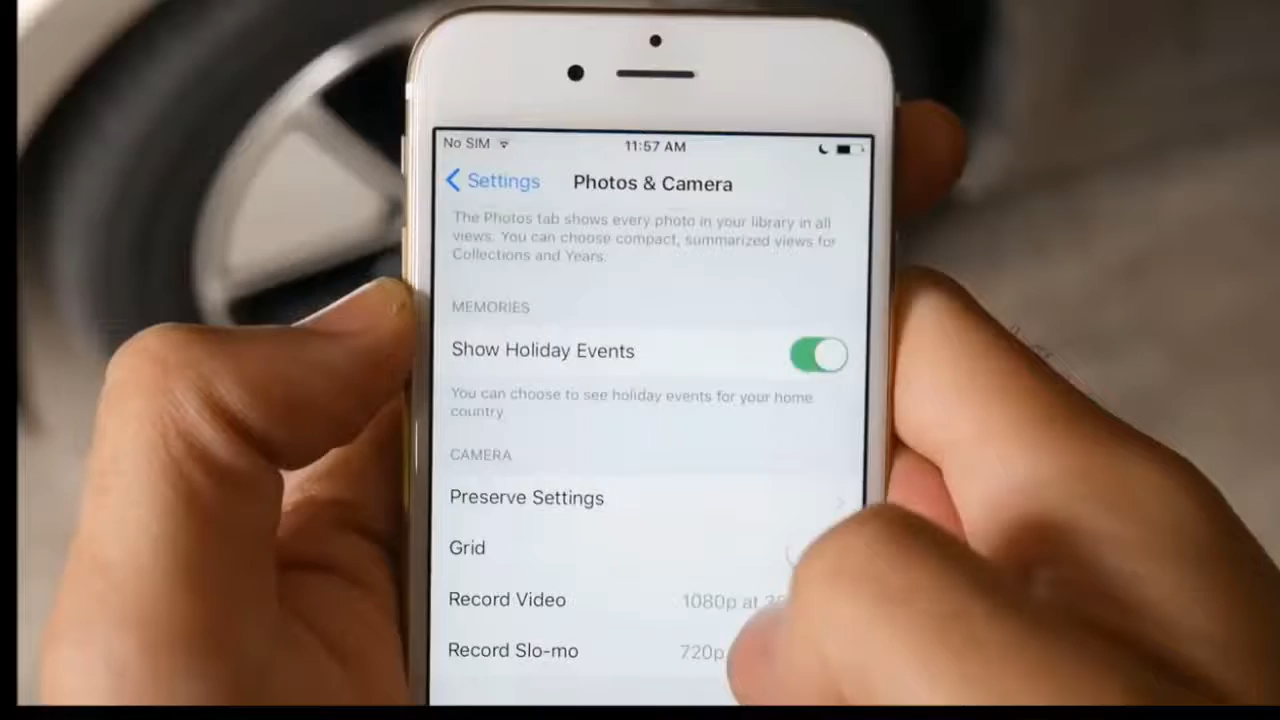 No SIM
11:57 AM
Settings
Photos & Camera
The Photos tab shows every photo in your library in all
views. You can choose compact, summarized views for
Collections and Years.
MEMORIES
Show Holiday Events
You can choose to see holiday events for your home
country.
CAMERA
Preserve Settings
Grid
Record Video 1080p at
Record Slo-mo 720p